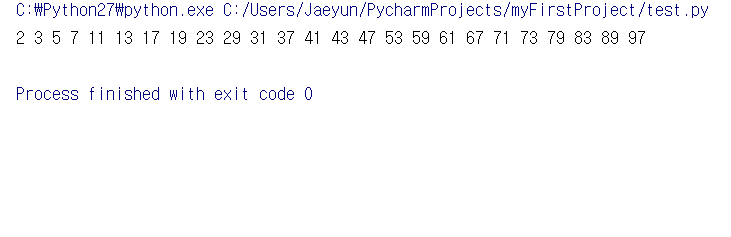 C:₩Python27₩python.exe C:/Users/Jaeyun/PycharmProjects/myFirstProject/test.py
2 3 5 7 11 13 17 19 23 29 31 37 41 43 47 53 59 61 67 71 73 79 83 89 97
Process finished with exit code 0